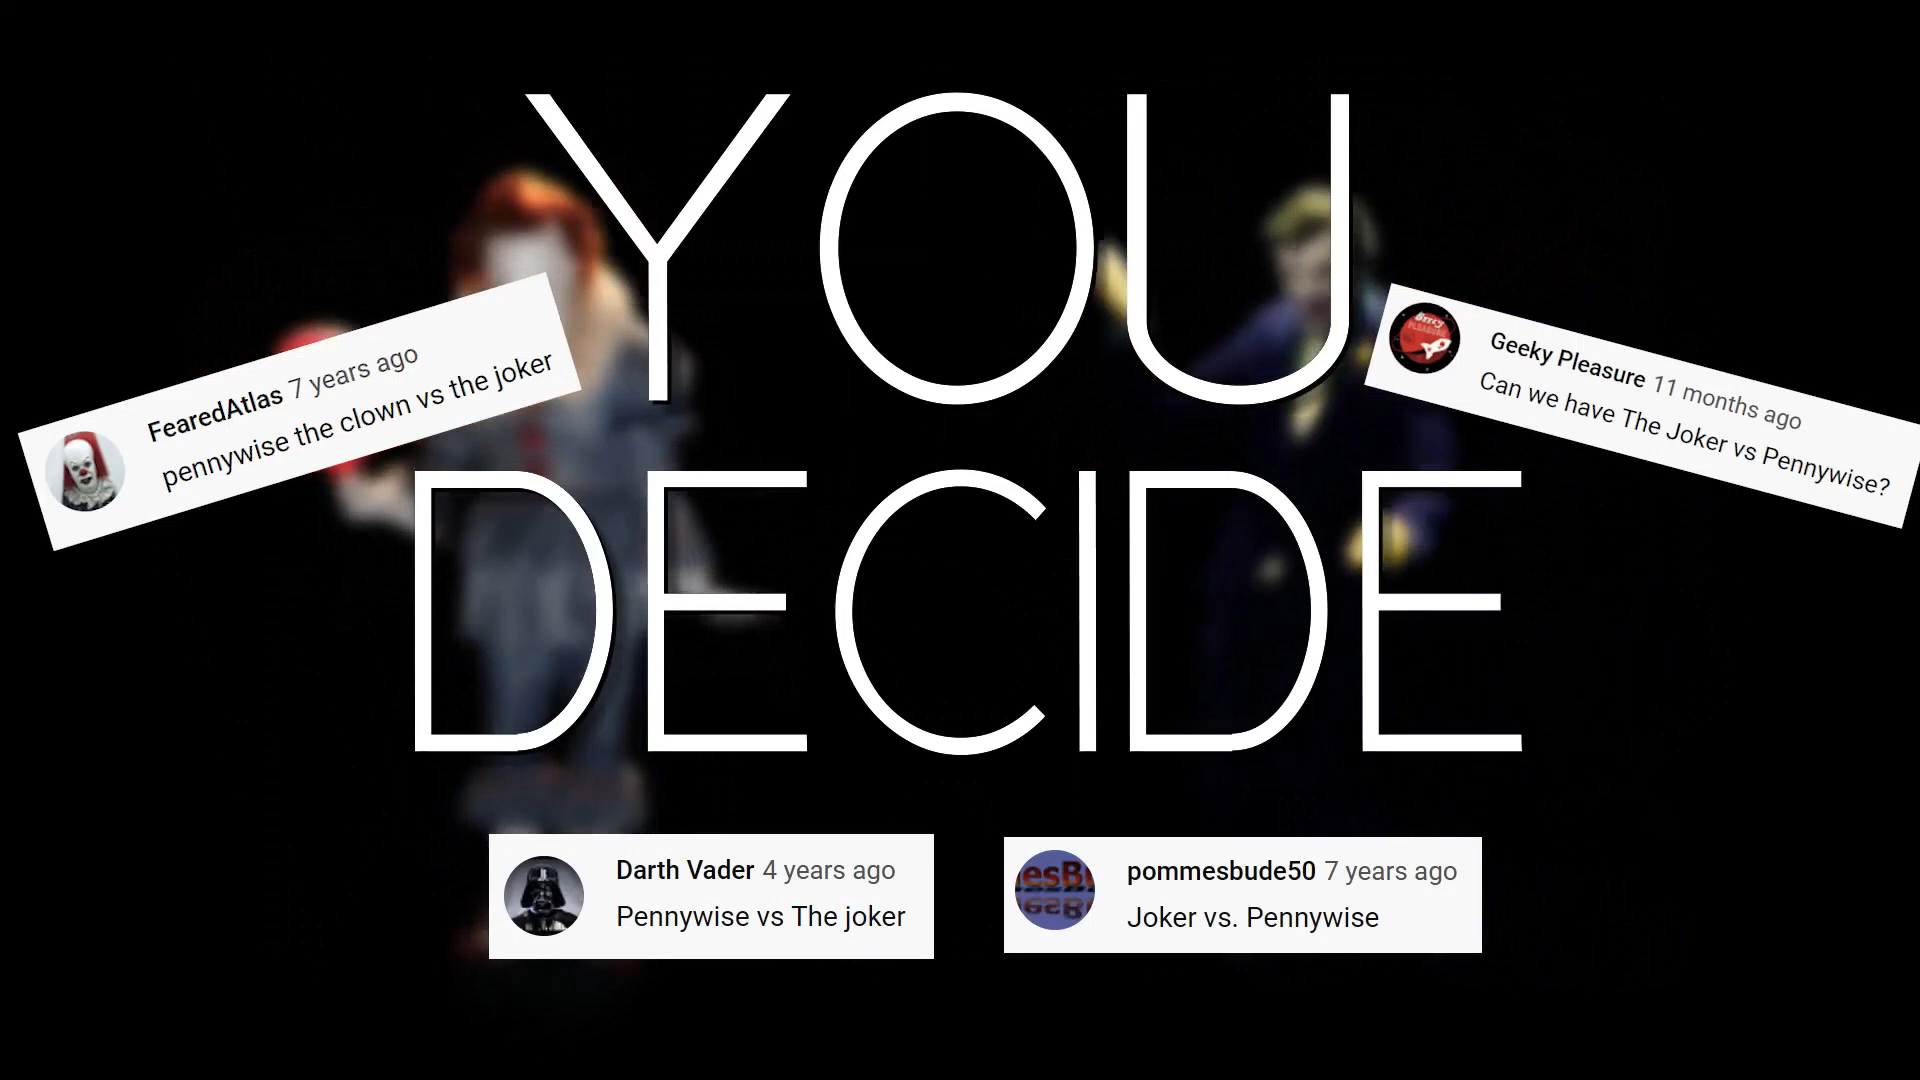 YOU
FearedAtlas 7 years ago
pennywise the clown vs the joker
Geeky Pleasure 11 months ago
Can we have The Joker vs Pennywise?
DECIDE
Darth Vader 4 years ago
Pennywise vs The joker
pommesbude50 7 years ago
Joker vs. Pennywise